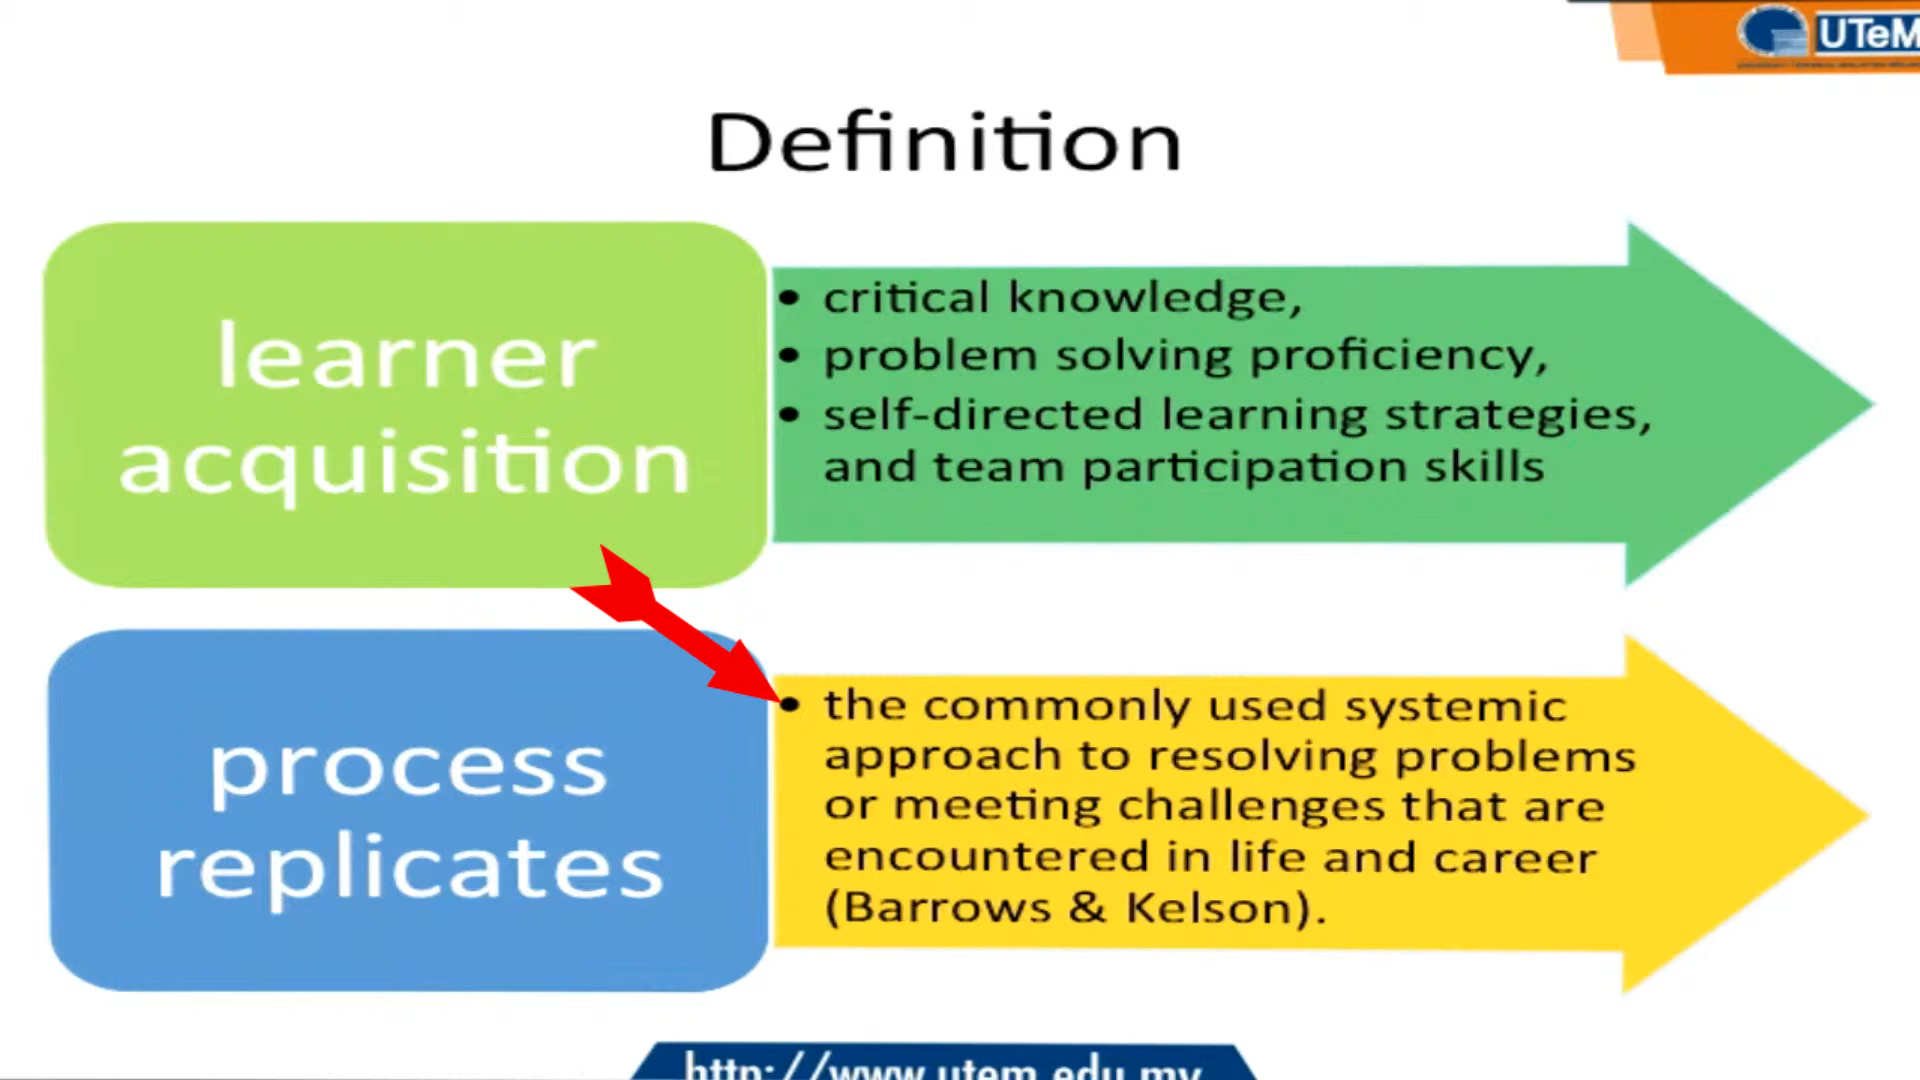 UTeM
Definition
learner
acquisition
• critical knowledge,
• problem solving proficiency,
• self-directed learning strategies,
and team participation skills
process
replicates
• the commonly used systemic
approach to resolving problems
or meeting challenges that are
encountered in life and career
(Barrows & Kelson).
http://www.utem.edu.my